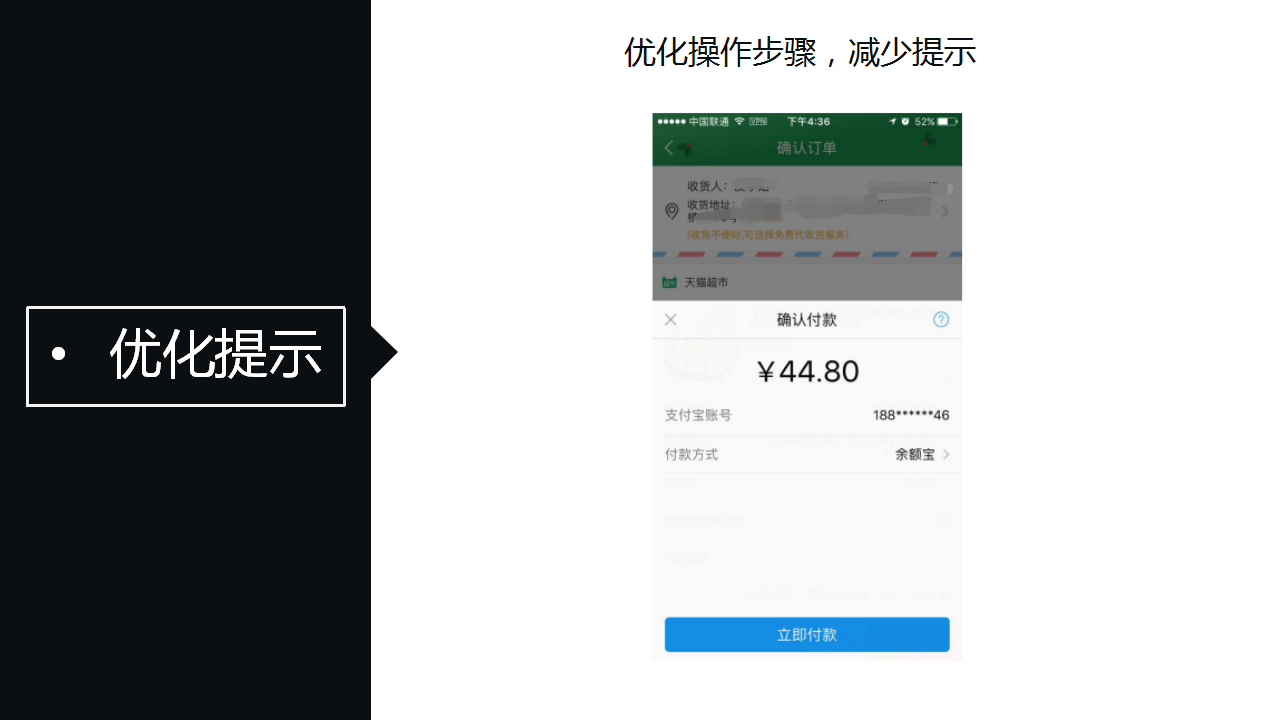 优化操作步骤，减少提示
• 优化提示
中国联通 VPN 下午4:36 52%
确认订单
收货人：
收货地址：
(收货不便时,可选择免费代收货服务)
天猫超市
确认付款
?
￥44.80
支付宝账号 188******46
付款方式 余额宝
立即付款